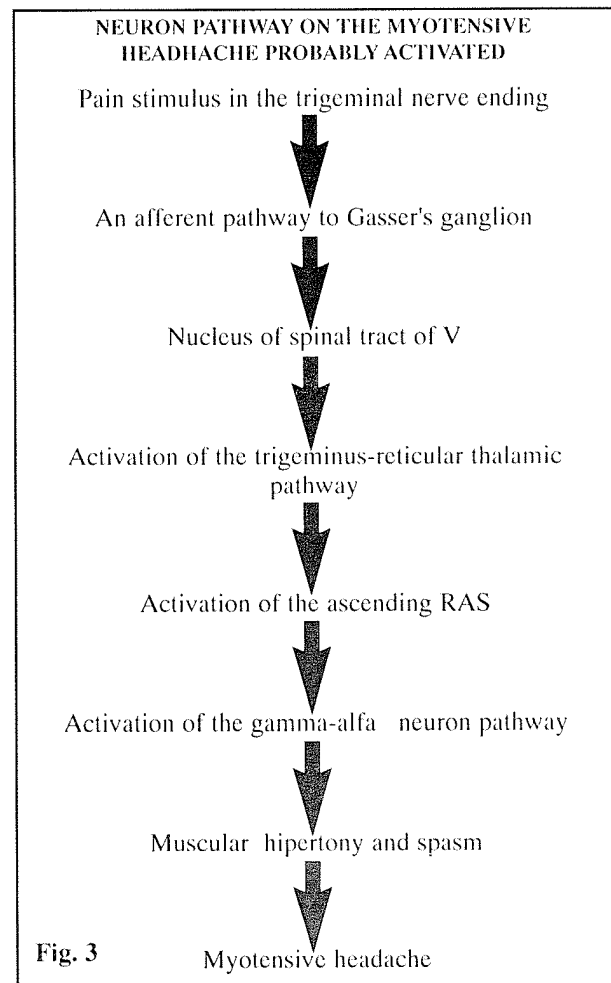 NEURON PATHWAY ON THE MYOTENSIVE
HEADHACHE PROBABLY ACTIVATED
Pain stimulus in the trigeminal nerve ending
An afferent pathway to Gasser's ganglion
Nucleus of spinal tract of V
Activation of the trigeminus-reticular thalamic
pathway
Activation of the ascending RAS
Activation of the gamma-alfa neuron pathway
Muscular hipertony and spasm
Myotensive headache
Fig. 3